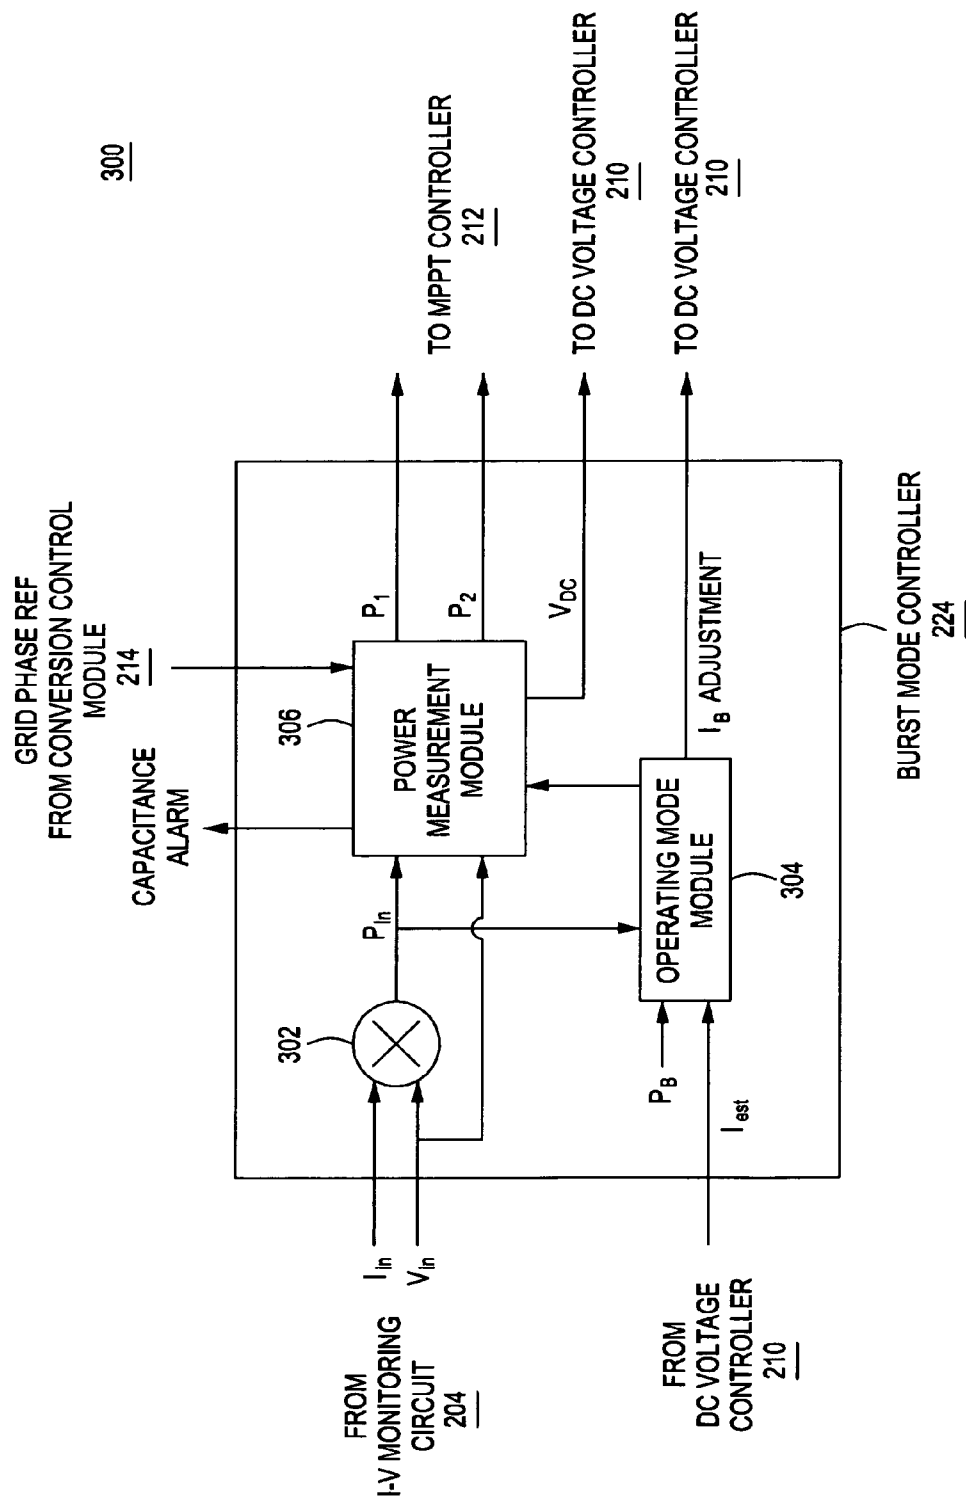 300
GRID PHASE REF
FROM CONVERSION CONTROL
MODULE
214
CAPACITANCE
ALARM
306
P1
P2
TO MPPT CONTROLLER
212
302
Pin
POWER
MEASUREMENT
MODULE
VDC
TO DC VOLTAGE CONTROLLER
210
FROM
I-V MONITORING
CIRCUIT
204
Iin
Vin
PB
Iest
OPERATING MODE
MODULE
304
IB ADJUSTMENT
TO DC VOLTAGE CONTROLLER
210
FROM
DC VOLTAGE
CONTROLLER
210
BURST MODE CONTROLLER
224